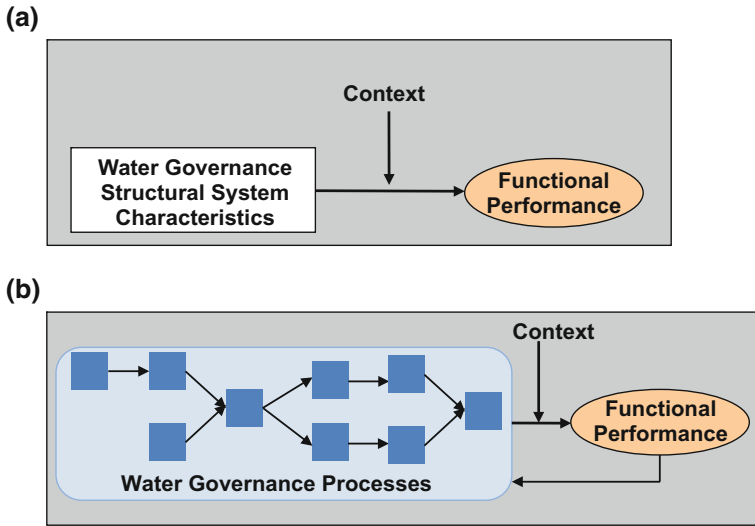 (a)
Context
Water Governance
Structural System
Characteristics
Functional
Performance
(b)
Context
Functional
Performance
Water Governance Processes